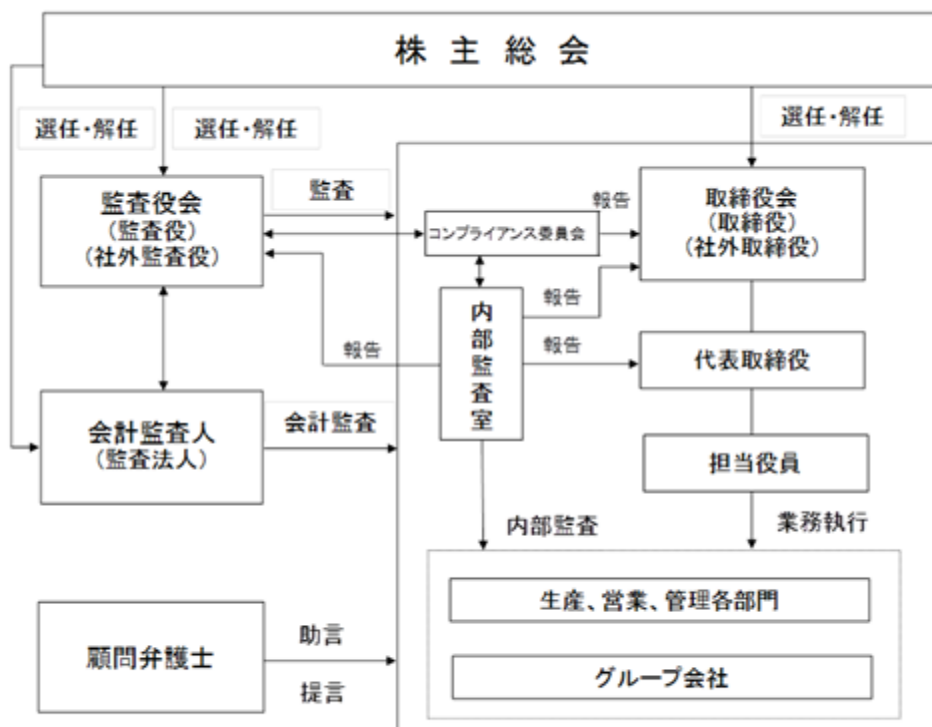 株主総会
選任・解任
選任・解任
選任・解任
監査役会
(監査役)
(社外監査役)
監査
コンプライアンス委員会
報告
取締役会
(取締役)
(社外取締役)
内部監査室
報告
報告
報告
代表取締役
会計監査人
(監査法人)
会計監査
担当役員
内部監査
業務執行
生産、営業、管理各部門
顧問弁護士
助言
提言
グループ会社